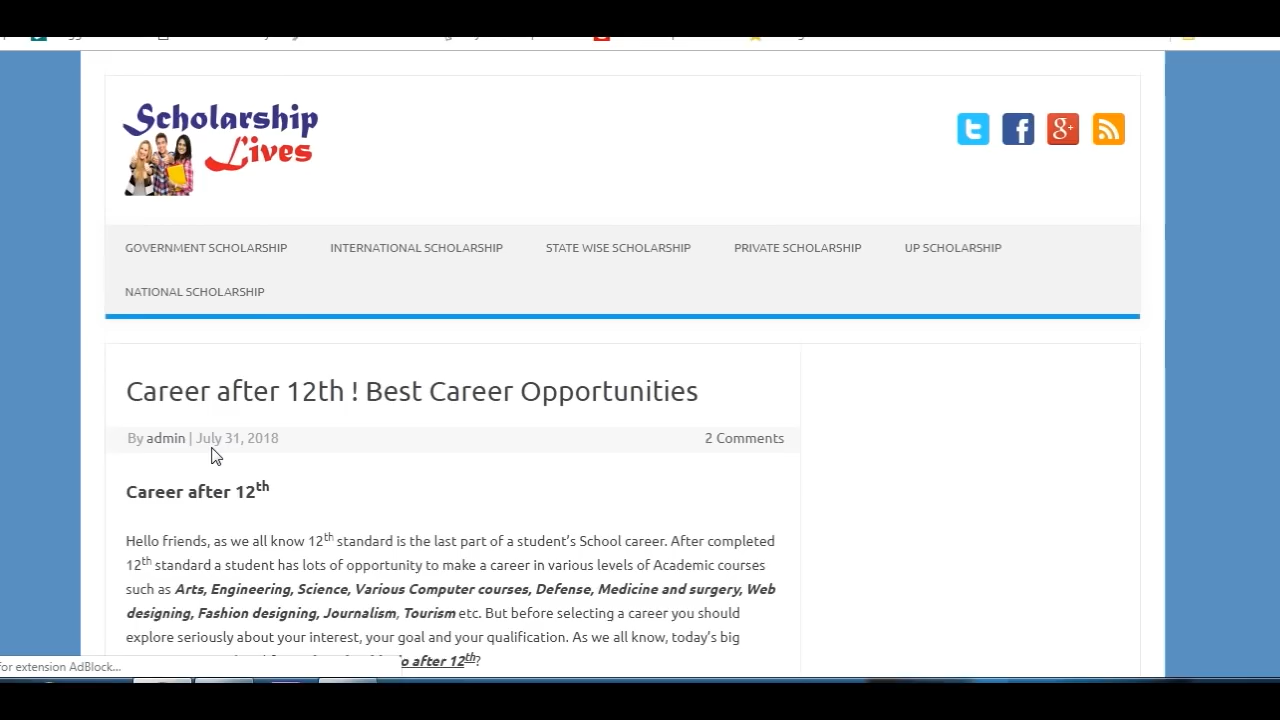 Scholarship
Lives
GOVERNMENT SCHOLARSHIP INTERNATIONAL SCHOLARSHIP STATE WISE SCHOLARSHIP PRIVATE SCHOLARSHIP UP SCHOLARSHIP
NATIONAL SCHOLARSHIP
Career after 12th ! Best Career Opportunities
By admin | July 31, 2018 2 Comments
Career after 12th
Hello friends, as we all know 12th standard is the last part of a student's School career. After completed
12th standard a student has lots of opportunity to make a career in various levels of Academic courses
such as Arts, Engineering, Science, Various Computer courses, Defense, Medicine and surgery, Web
designing, Fashion designing, Journalism, Tourism etc. But before selecting a career you should
explore seriously about your interest, your goal and your qualification. As we all know, today's big
after 12th?
for extension AdBlock...